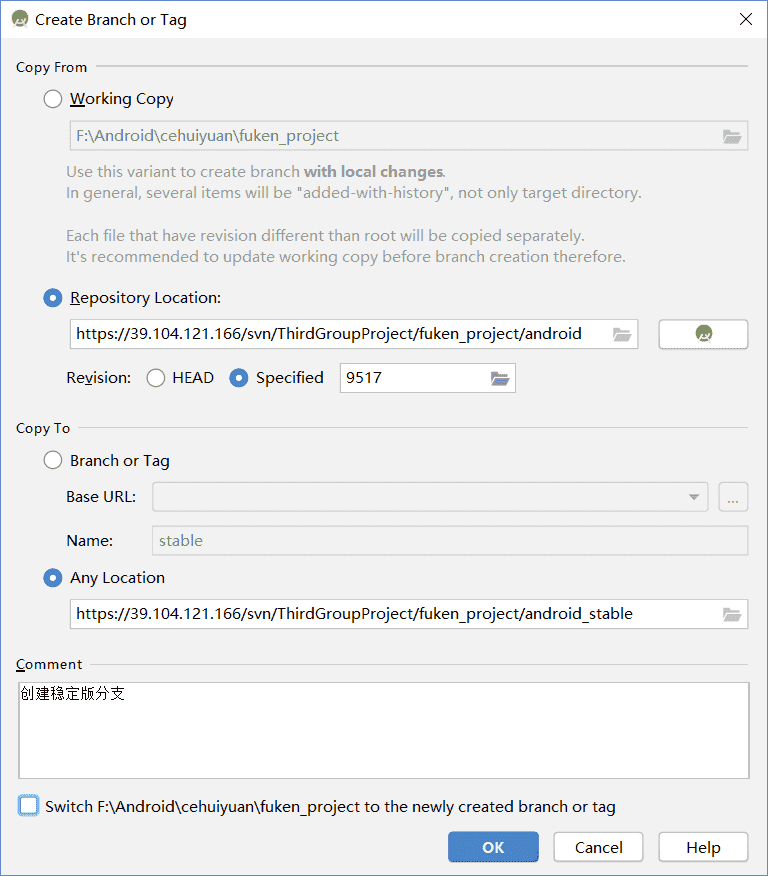 Create Branch or Tag
Copy From
Working Copy
F:\Android\cehuiyuan\fuken_project
Use this variant to create branch with local changes.
In general, several items will be "added-with-history", not only target directory.
Each file that have revision different than root will be copied separately.
It's recommended to update working copy before branch creation therefore.
Repository Location:
https://39.104.121.166/svn/ThirdGroupProject/fuken_project/android
Revision: HEAD Specified 9517
Copy To
Branch or Tag
Base URL: ...
Name: stable
Any Location
https://39.104.121.166/svn/ThirdGroupProject/fuken_project/android_stable
Comment
创建稳定版分支
Switch F:\Android\cehuiyuan\fuken_project to the newly created branch or tag
OK Cancel Help